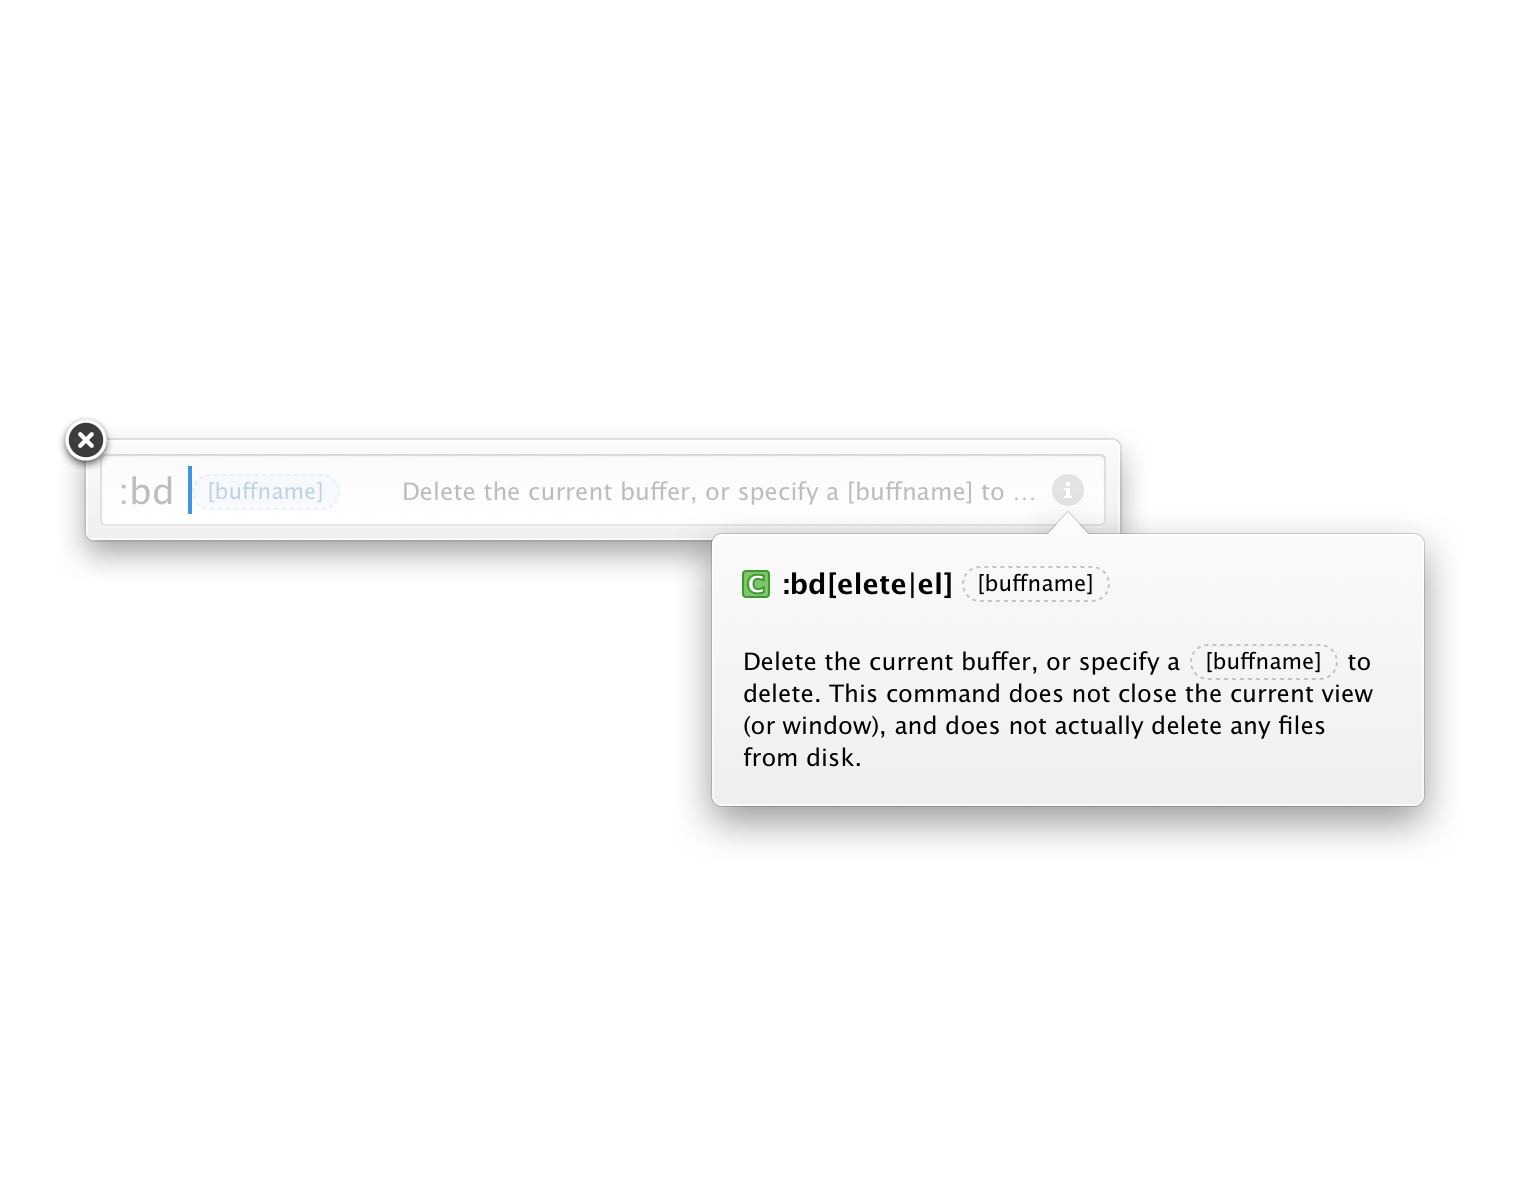 :bd [buffname] Delete the current buffer, or specify a [buffname] to …
C :bd[elete|el] [buffname]
Delete the current buffer, or specify a [buffname] to
delete. This command does not close the current view
(or window), and does not actually delete any files
from disk.